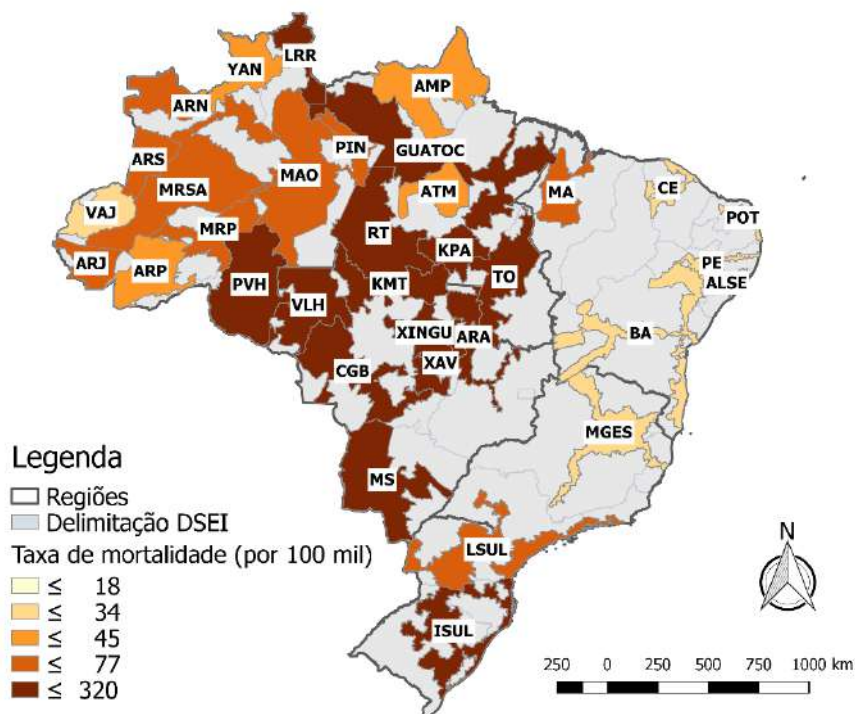 LRR
YAN
AMP
ARN
ARS
PIN
GUATOC
MRSA
MAO
ATM
MA
CE
VAJ
POT
MRP
RT
KPA
PE
ARJ
ARP
TO
ALSE
PVH
VLH
KMT
XINGU
ARA
BA
CGB
XAV
MGES
MS
LSUL
ISUL
Legenda
Regiões
Delimitação DSEI
Taxa de mortalidade (por 100 mil)
≤ 18
≤ 34
≤ 45
≤ 77
≤ 320
N
250 0 250 500 750 1000 km